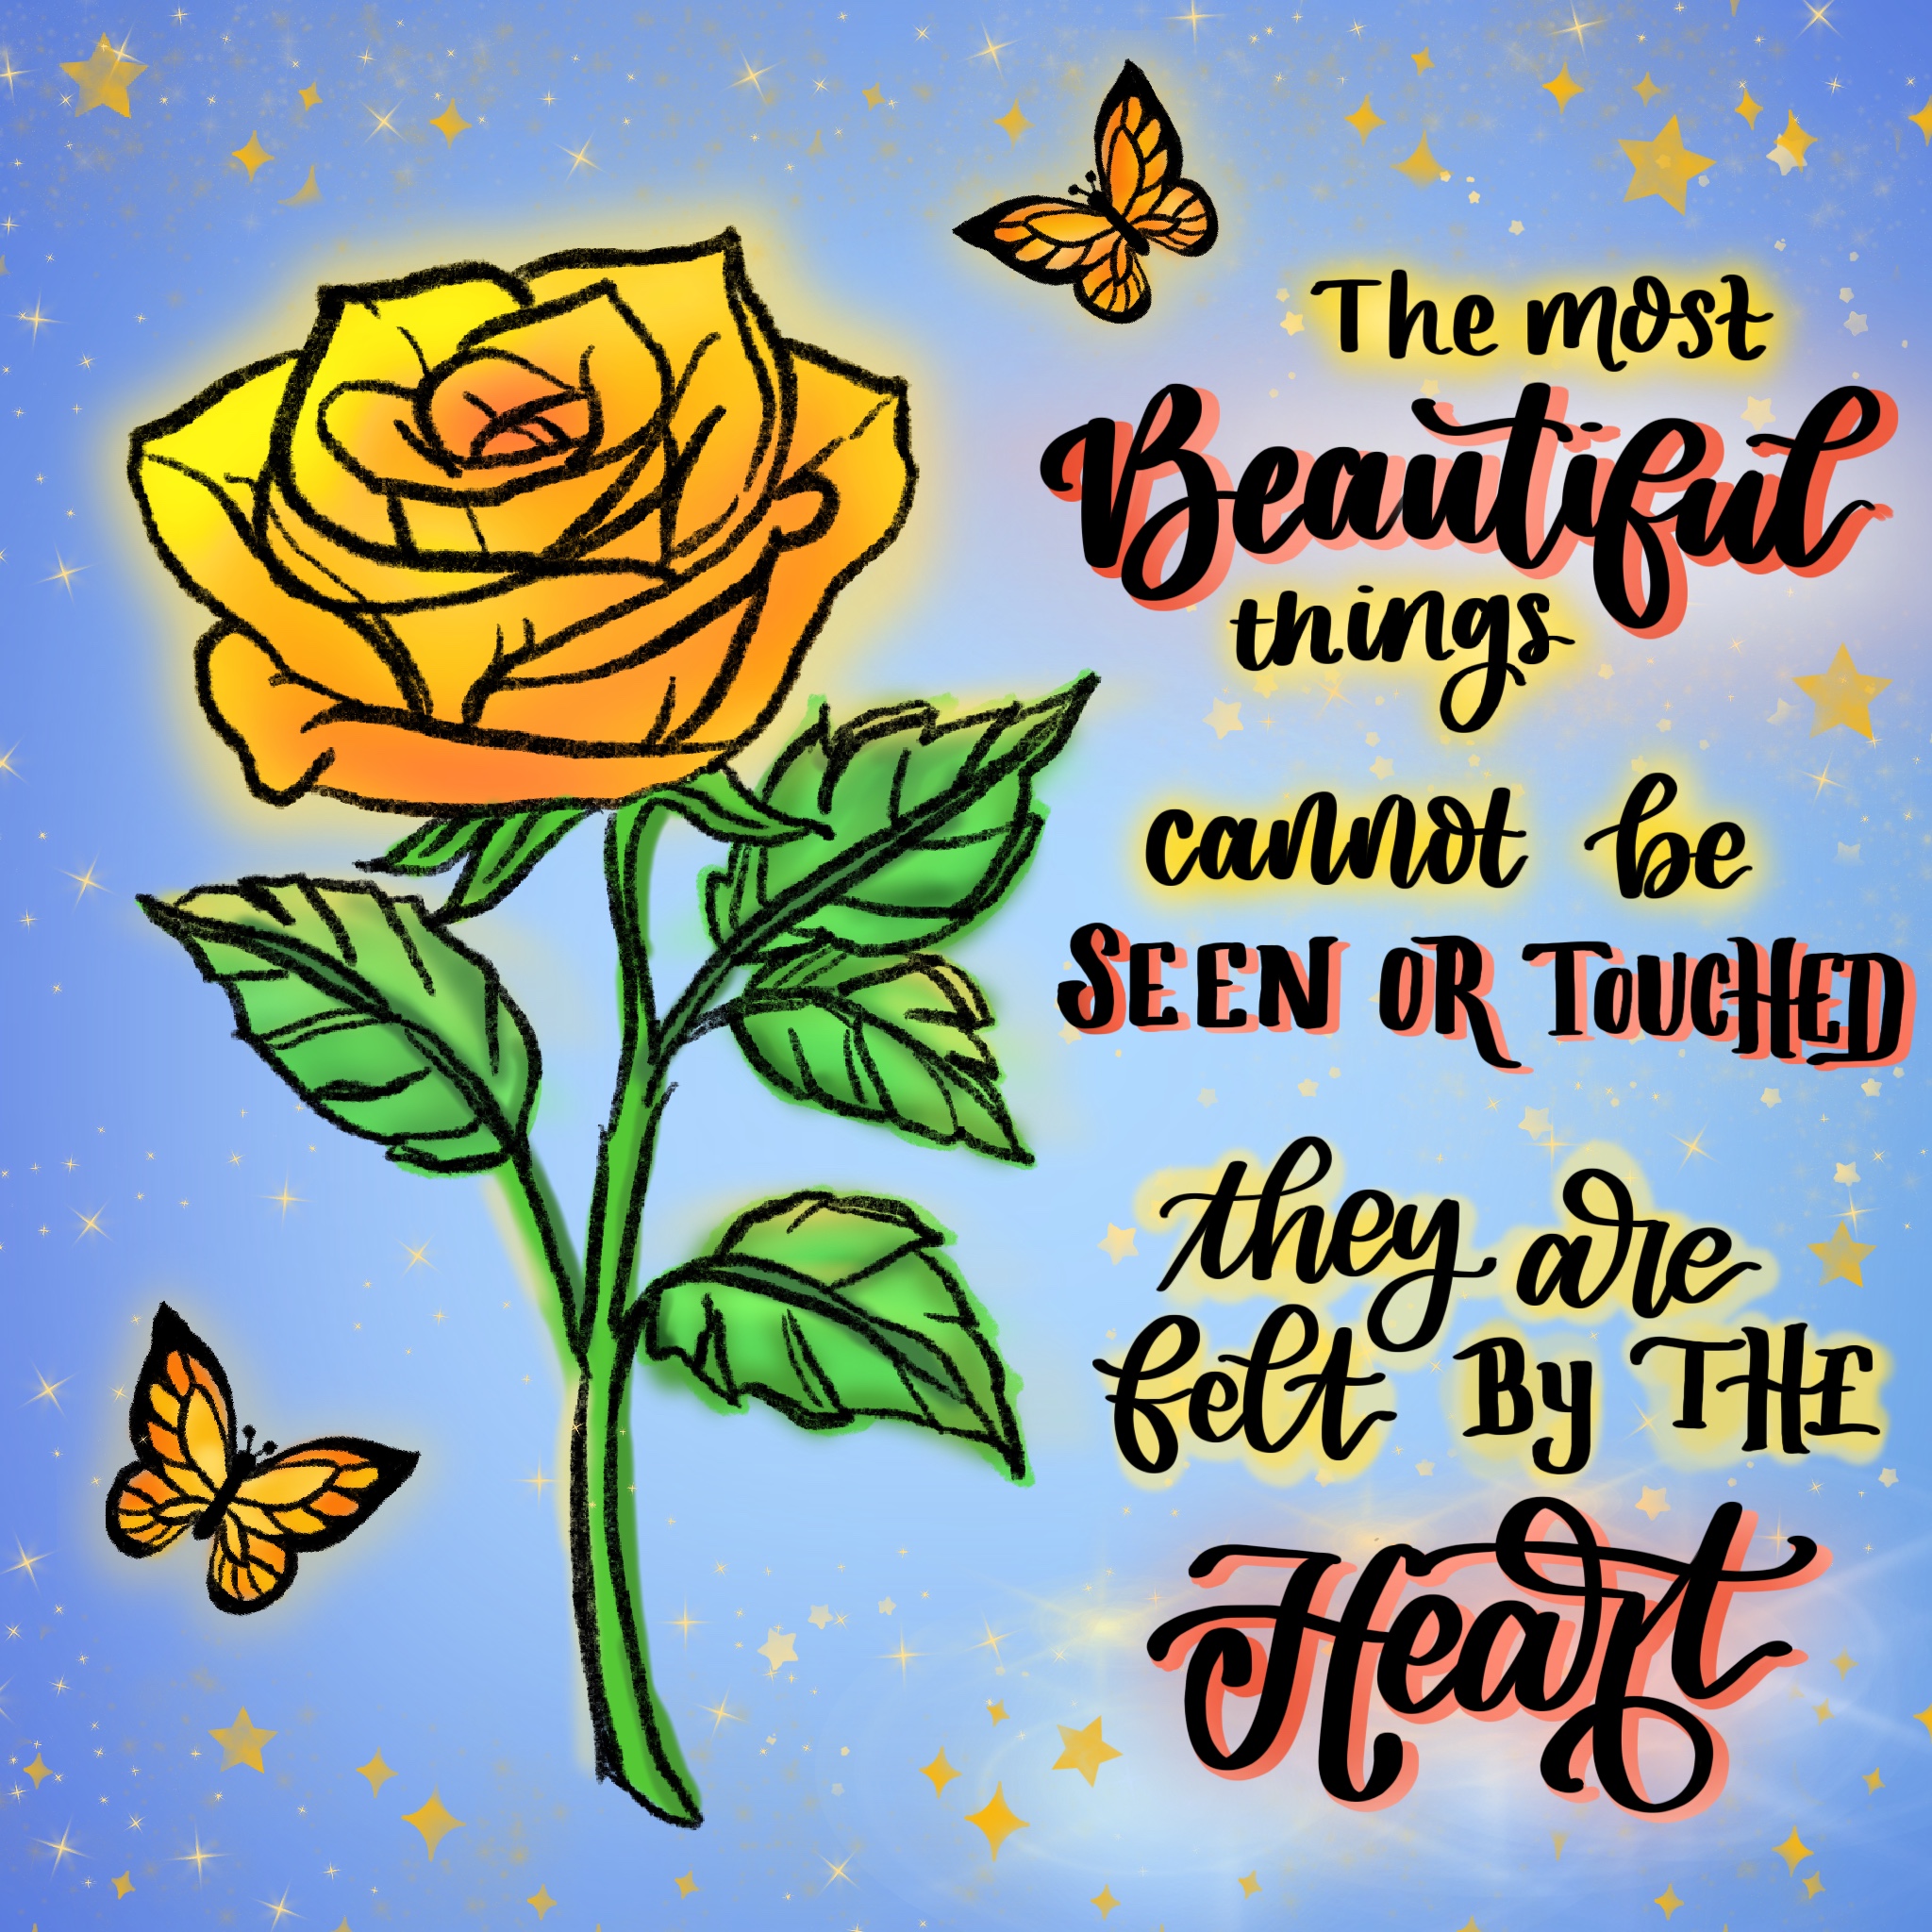 The most
Beautiful
things
cannot be
SEEN OR TOUCHED
they are
felt By THE
Heart